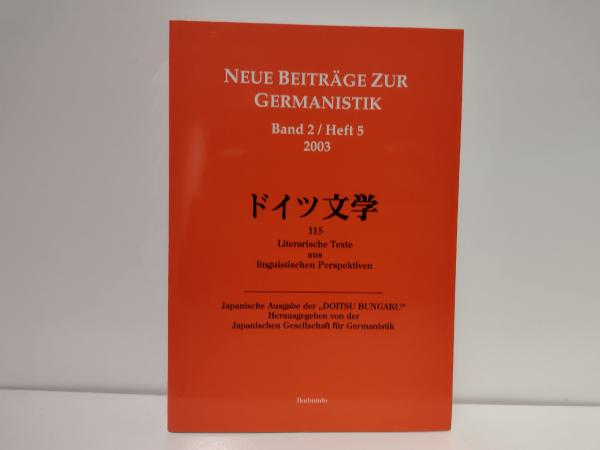 NEUE BEITRÄGE ZUR
GERMANISTIK
Band 2 / Heft 5
2003
ドイツ文学
115
Literarische Texte
aus
linguistischen Perspektiven
Japanische Ausgabe der „DOITSU BUNGAKU“
Herausgegeben von der
Japanischen Gesellschaft für Germanistik
Ikubundo